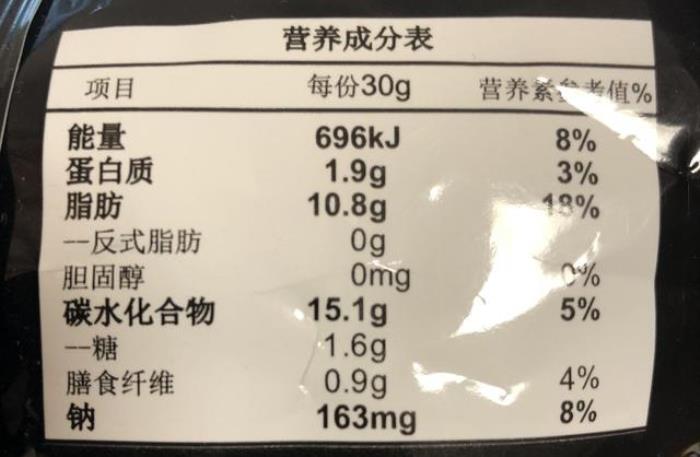 营养成分表
项目 每份30g 营养素参考值%
能量 696kJ 8%
蛋白质 1.9g 3%
脂肪 10.8g 18%
--反式脂肪 0g
胆固醇 0mg 0%
碳水化合物 15.1g 5%
--糖 1.6g
膳食纤维 0.9g 4%
钠 163mg 8%